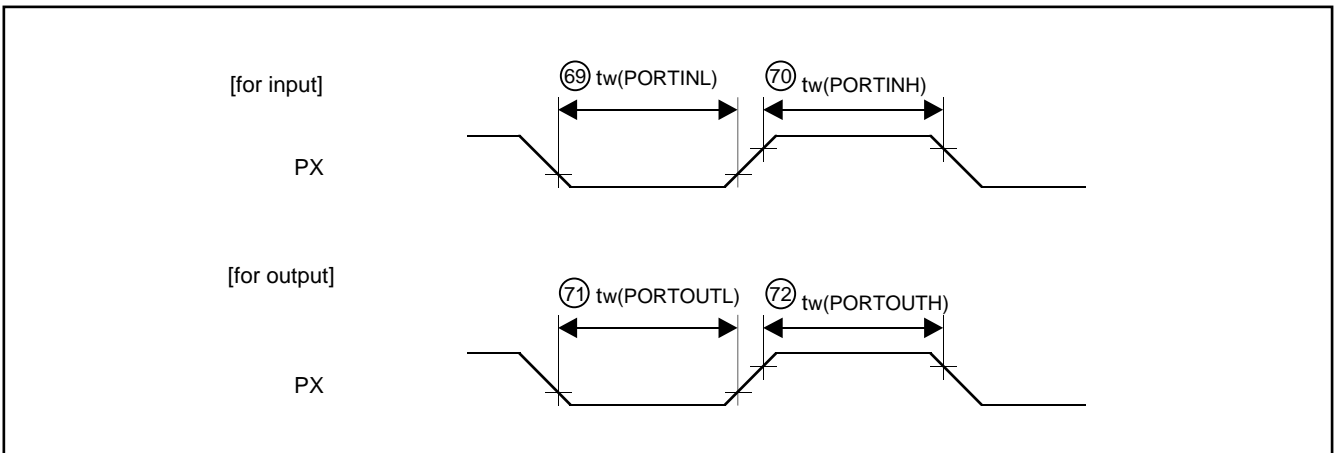 [for input]
69 tw(PORTINL)
70 tw(PORTINH)
PX
[for output]
71 tw(PORTOUTL)
72 tw(PORTOUTH)
PX